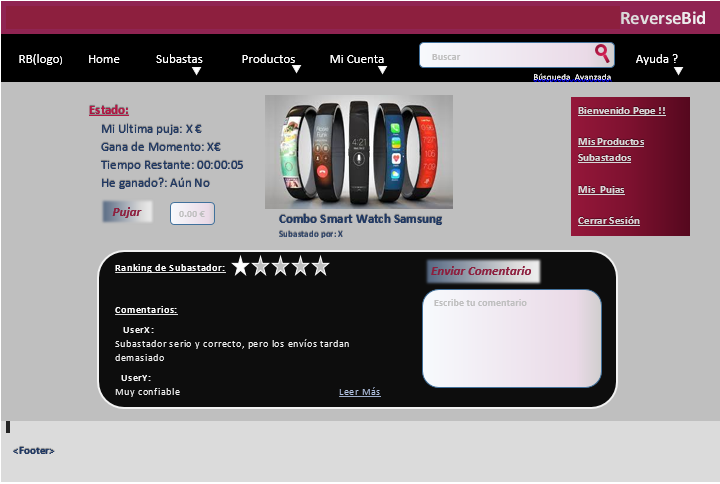 ReverseBid
RB(logo) Home Subastas Productos Mi Cuenta Buscar Ayuda ?
Búsqueda Avanzada
Estado:
Mi Ultima puja: X €
Gana de Momento: X€
Tiempo Restante: 00:00:05
He ganado?: Aún No
Pujar 0.00 €
4:21
Combo Smart Watch Samsung
Subastado por: X
Bienvenido Pepe !!
Mis Productos
Subastados
Mis Pujas
Cerrar Sesión
Ranking de Subastador:
Comentarios:
UserX:
Subastador serio y correcto, pero los envíos tardan
demasiado
UserY:
Muy confiable
Leer Más
Enviar Comentario
Escribe tu comentario
<Footer>